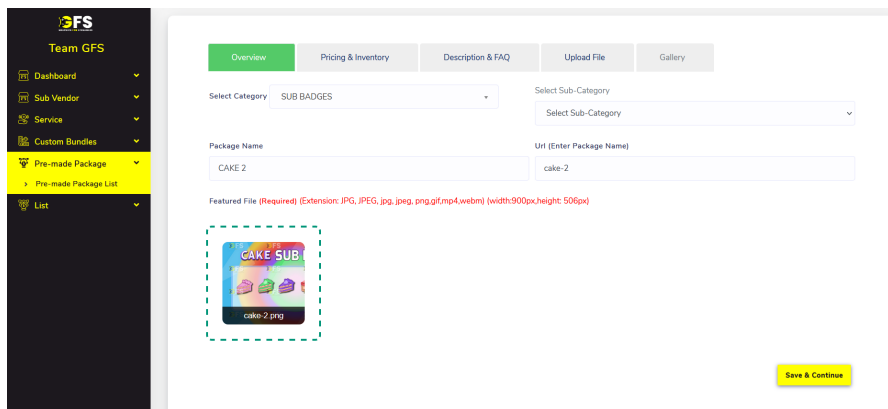 GFS
Team GFS
Dashboard
Sub Vendor
Service
Custom Bundles
Pre-made Package
Pre-made Package List
List
Overview
Pricing & Inventory
Description & FAQ
Upload File
Gallery
Select Category
SUB BADGES
Select Sub-Category
Select Sub-Category
Package Name
Url (Enter Package Name)
CAKE 2
cake-2
Featured File (Required) (Extension: JPG, JPEG, jpg, jpeg, png,gif,mp4,webm) (width:900px,height: 506px)
CAKE SUB
cake-2.png
Save & Continue